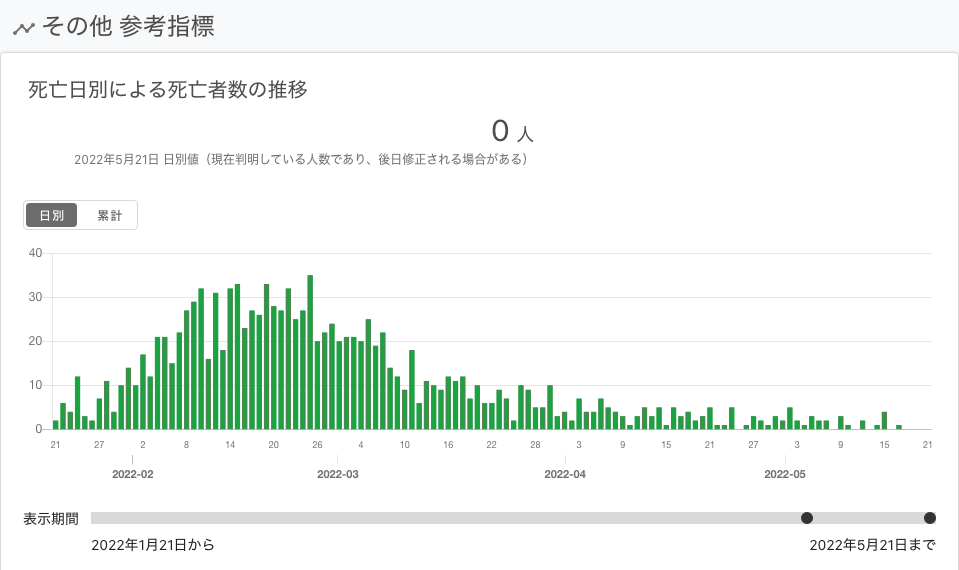 その他 参考指標
死亡日別による死亡者数の推移
0 人
2022年5月21日 日別値（現在判明している人数であり、後日修正される場合がある）
日別 累計
40
30
20
10
0
21 27 2 8 14 20 26 4 10 16 22 28 3 9 15 21 27 3 9 15 21
2022-02 2022-03 2022-04 2022-05
表示期間
2022年1月21日から 2022年5月21日まで